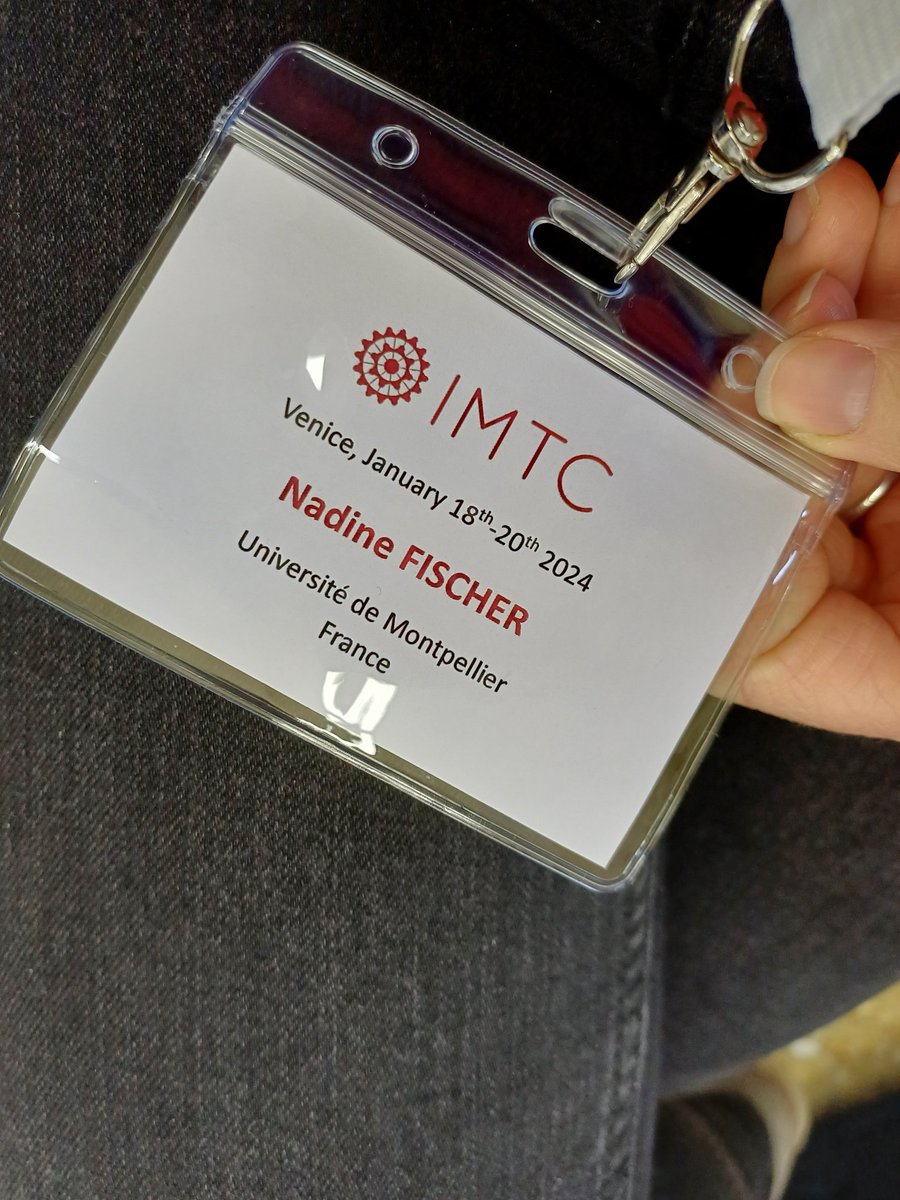 IMTC
Venice, January 18th-20th 2024
Nadine FISCHER
Université de Montpellier
France